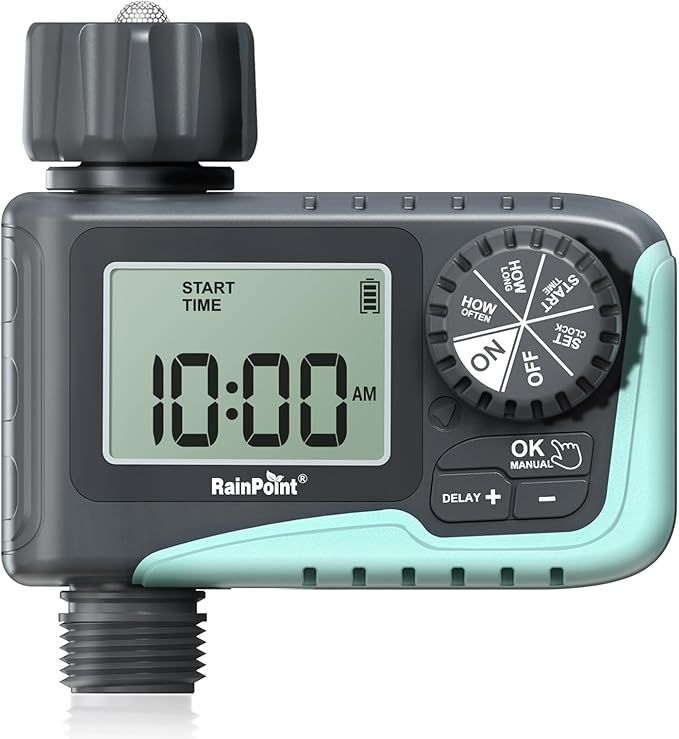 START
TIME
10:00 AM
RainPoint®
HOW
OFTEN
HOW
LONG
START
TIME
SET
CLOCK
OFF
ON
OK
MANUAL
DELAY +
-